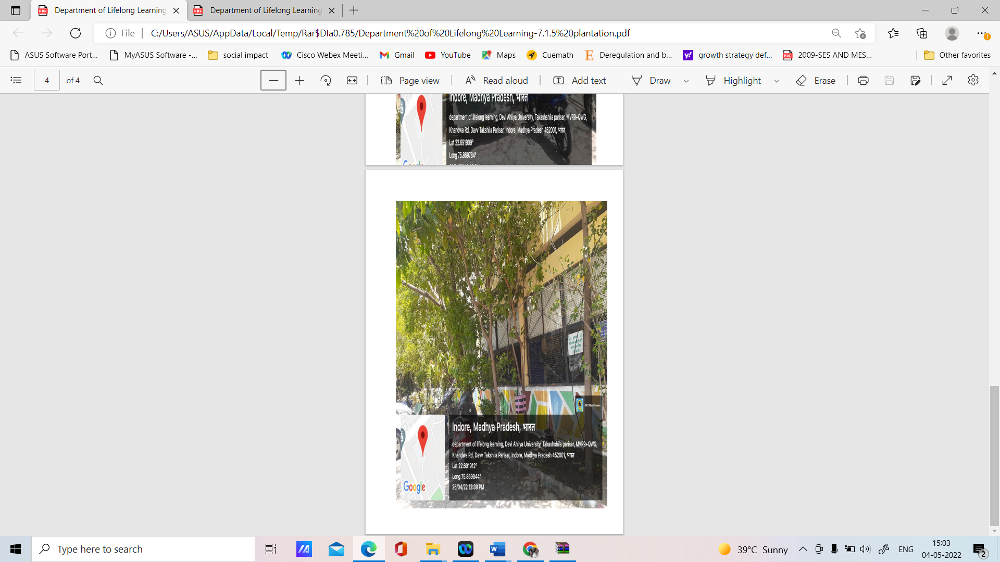 Department of Lifelong Learning
Department of Lifelong Learning
File
C:/Users/ASUS/AppData/Local/Temp/Rar$DIa0.785/Department%20of%20Lifelong%20Learning-7.1.5%20plantation.pdf
ASUS Software Port...
MyASUS Software -...
social impact
Cisco Webex Meeti...
Gmail
YouTube
Maps
Cuemath
Deregulation and b...
growth strategy def...
2009-SES AND MES...
Other favorites
4
of 4
Page view
Read aloud
Add text
Draw
Highlight
Erase
Indore, Madhya Pradesh, भारत
department of lifelong learning, Devi Ahilya University, Takashshila parisar, MVR9+QWG,
Khandwa Rd, Davv Takshila Parisar, Indore, Madhya Pradesh 452001, भारत
Lat 22.691909°
Long 75.869784°
Google
GPS Map Camera
Indore, Madhya Pradesh, भारत
department of lifelong learning, Devi Ahilya University, Takashshila parisar, MVR9+QWG,
Khandwa Rd, Davv Takshila Parisar, Indore, Madhya Pradesh 452001, भारत
Lat 22.691912°
Long 75.869844°
26/04/22 12:39 PM
Google
Type here to search
39°C Sunny
ENG
15:03
04-05-2022
2